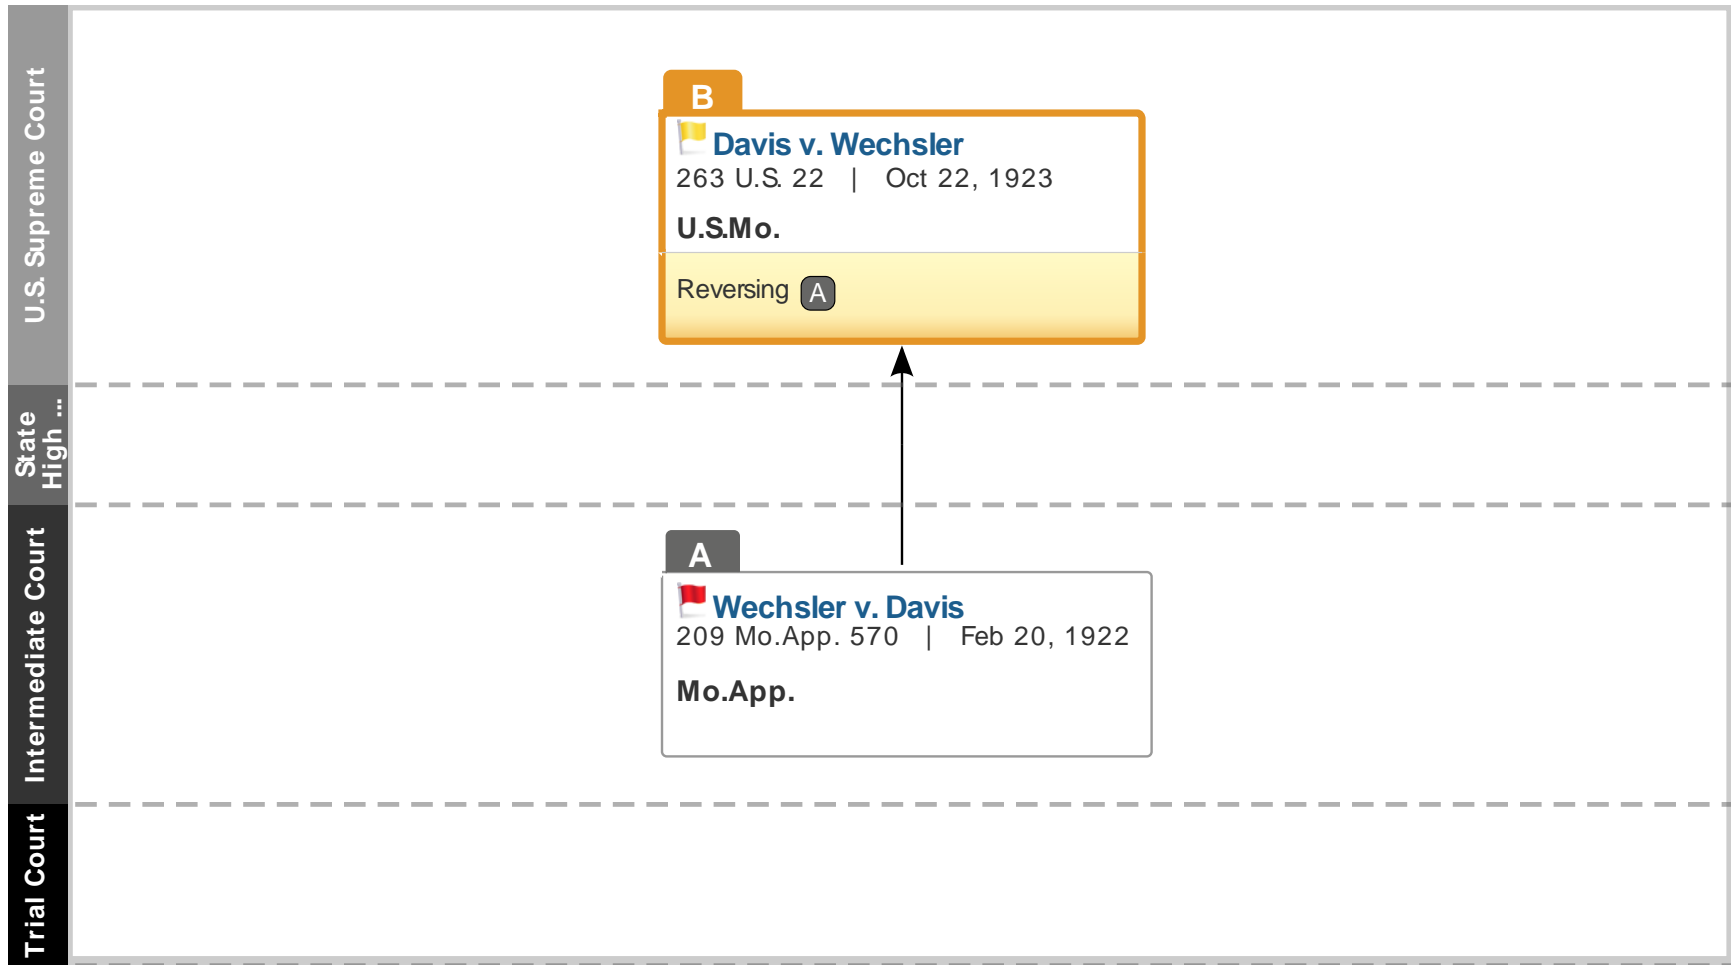 U.S. Supreme Court
B
Davis v. Wechsler
263 U.S. 22 | Oct 22, 1923
U.S.Mo.
Reversing A
State
High ...
Intermediate Court
A
Wechsler v. Davis
209 Mo.App. 570 | Feb 20, 1922
Mo.App.
Trial Court